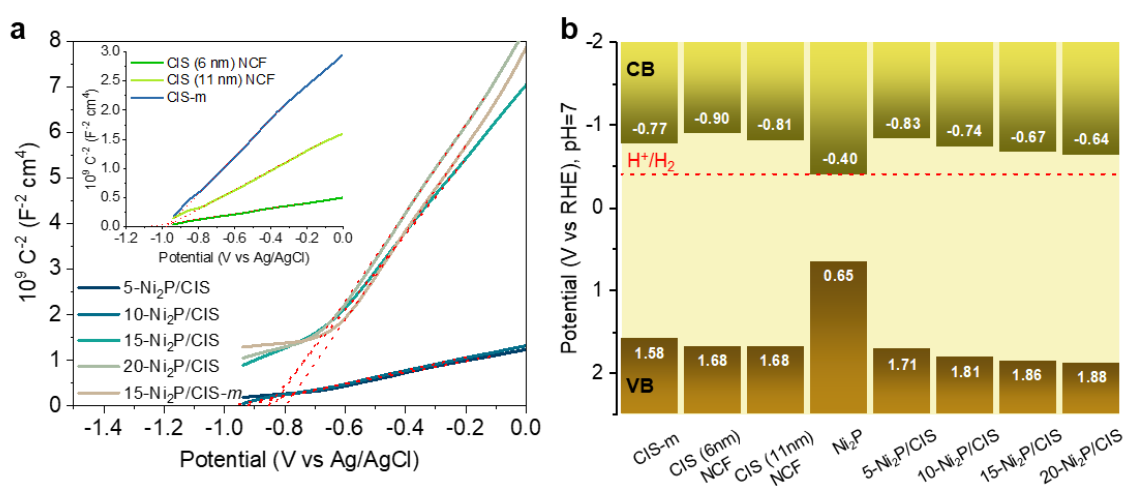 a
8
7
6
5
4
3
2
1
0
10⁹ C⁻² (F⁻² cm⁴)
-1.4
-1.2
-1.0
-0.8
-0.6
-0.4
-0.2
0.0
Potential (V vs Ag/AgCl)
3.0
2.5
2.0
1.5
1.0
0.5
0.0
10⁹ C⁻² (F⁻² cm⁴)
CIS (6 nm) NCF
CIS (11 nm) NCF
CIS-m
-1.2
-1.0
-0.8
-0.6
-0.4
-0.2
0.0
Potential (V vs Ag/AgCl)
5-Ni₂P/CIS
10-Ni₂P/CIS
15-Ni₂P/CIS
20-Ni₂P/CIS
15-Ni₂P/CIS-m
b
-2
-1
0
1
2
Potential (V vs RHE), pH=7
CB
-0.77
-0.90
-0.81
-0.40
-0.83
-0.74
-0.67
-0.64
H⁺/H₂
1.58
1.68
1.68
0.65
1.71
1.81
1.86
1.88
VB
CIS-m
CIS (6nm)
NCF
CIS (11nm)
NCF
Ni₂P
5-Ni₂P/CIS
10-Ni₂P/CIS
15-Ni₂P/CIS
20-Ni₂P/CIS